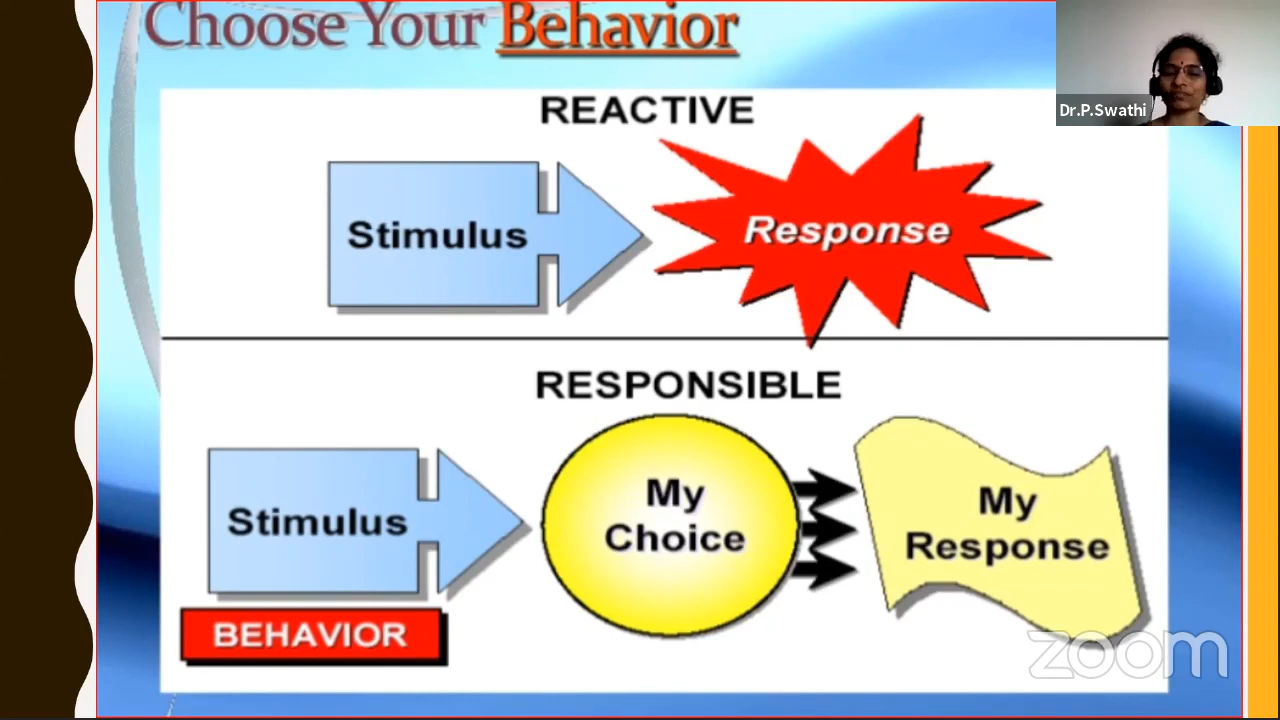 Choose Your Behavior
Dr.P.Swathi
REACTIVE
Stimulus
Response
RESPONSIBLE
Stimulus
My
Choice
My
Response
BEHAVIOR
zoom